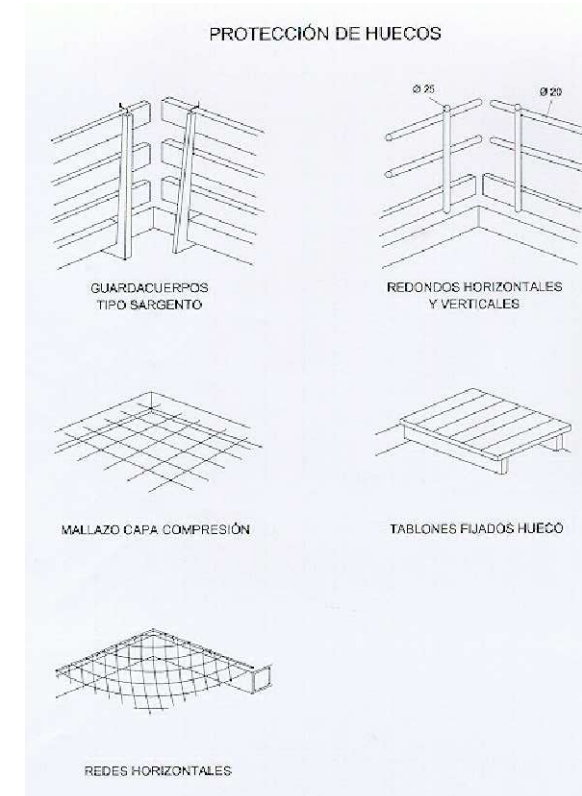 PROTECCIÓN DE HUECOS
Ø 25
Ø 20
GUARDACUERPOS
TIPO SARGENTO
REDONDOS HORIZONTALES
Y VERTICALES
MALLAZO CAPA COMPRESIÓN
TABLONES FIJADOS HUECO
REDES HORIZONTALES